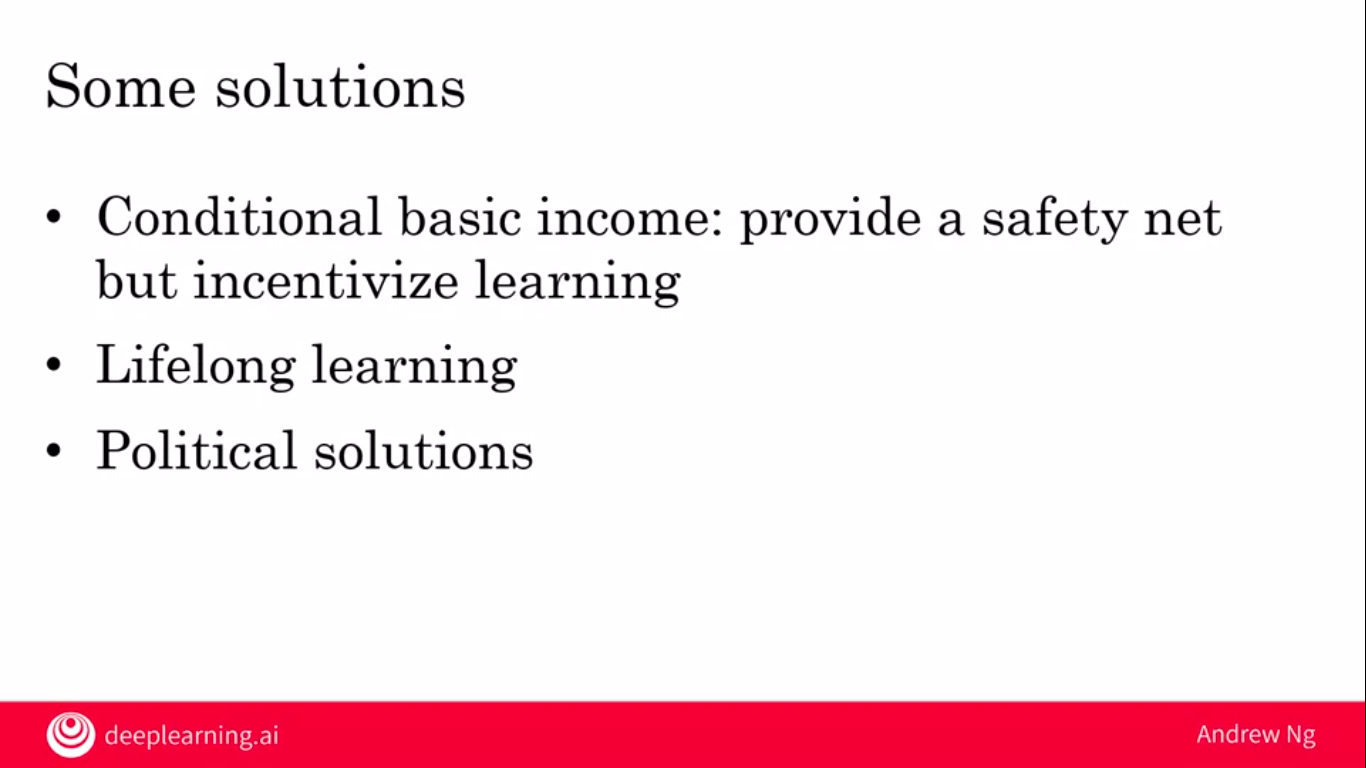 Some solutions
• Conditional basic income: provide a safety net
but incentivize learning
• Lifelong learning
• Political solutions
deeplearning.ai
Andrew Ng